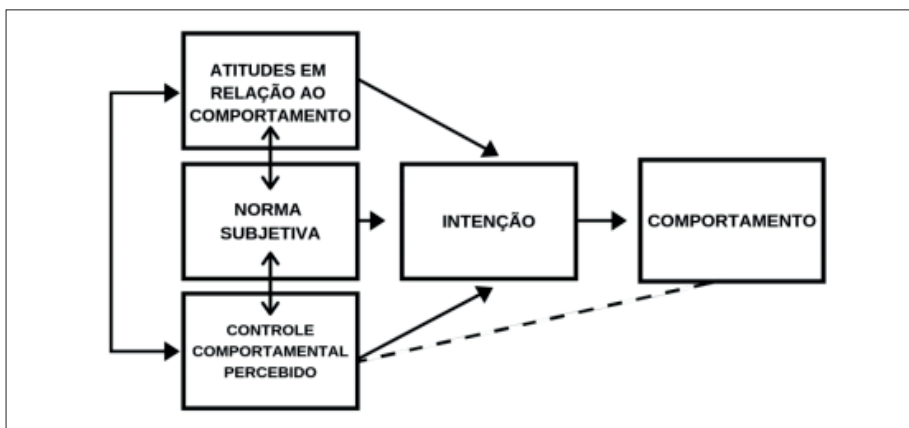 ATITUDES EM
RELAÇÃO AO
COMPORTAMENTO
NORMA
SUBJETIVA
CONTROLE
COMPORTAMENTAL
PERCEBIDO
INTENÇÃO
COMPORTAMENTO